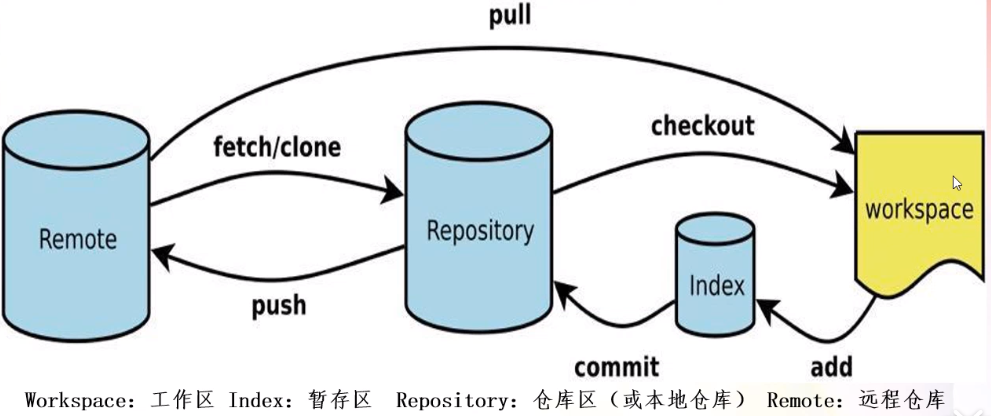 pull
fetch/clone
checkout
Remote
Repository
workspace
Index
push
commit
add
Workspace: 工作区 Index: 暂存区 Repository: 仓库区（或本地仓库） Remote: 远程仓库